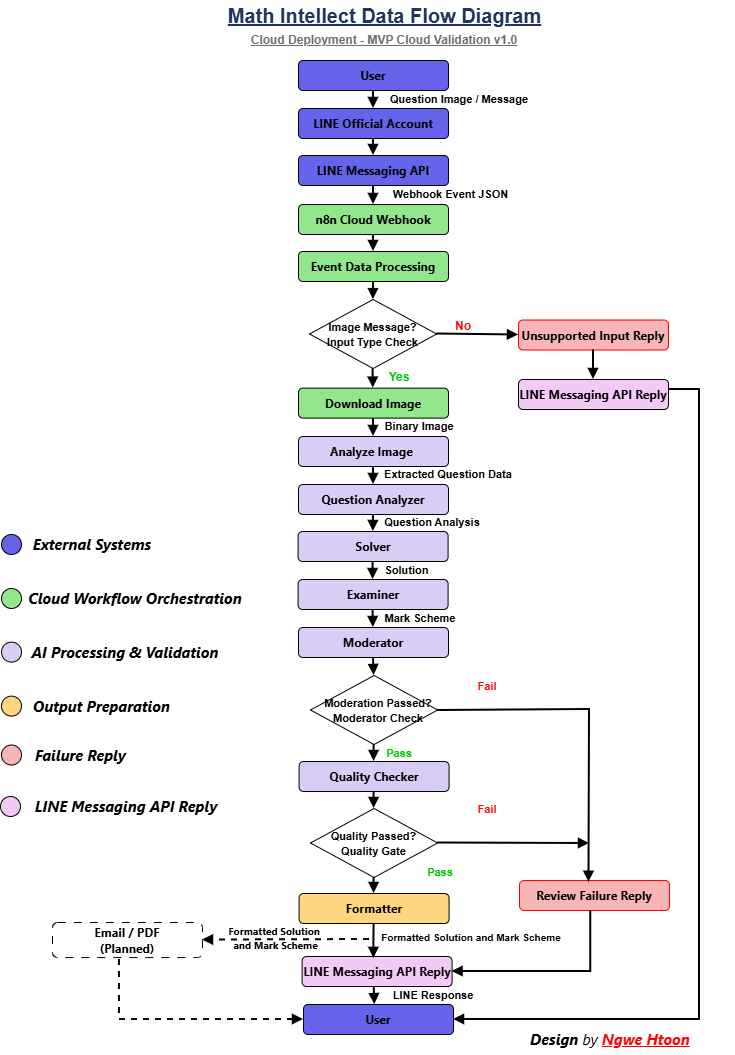 Math Intellect Data Flow Diagram
Cloud Deployment - MVP Cloud Validation v1.0
User
Question Image / Message
LINE Official Account
LINE Messaging API
Webhook Event JSON
n8n Cloud Webhook
Event Data Processing
Image Message?
Input Type Check
No
Unsupported Input Reply
LINE Messaging API Reply
Yes
Download Image
Binary Image
Analyze Image
Extracted Question Data
Question Analyzer
Question Analysis
Solver
Solution
Examiner
Mark Scheme
Moderator
External Systems
Cloud Workflow Orchestration
AI Processing & Validation
Output Preparation
Failure Reply
LINE Messaging API Reply
Moderation Passed?
Moderator Check
Fail
Pass
Quality Checker
Quality Passed?
Quality Gate
Fail
Pass
Formatter
Review Failure Reply
Email / PDF
(Planned)
Formatted Solution
and Mark Scheme
Formatted Solution and Mark Scheme
LINE Messaging API Reply
LINE Response
User
Design by Ngwe Htoon